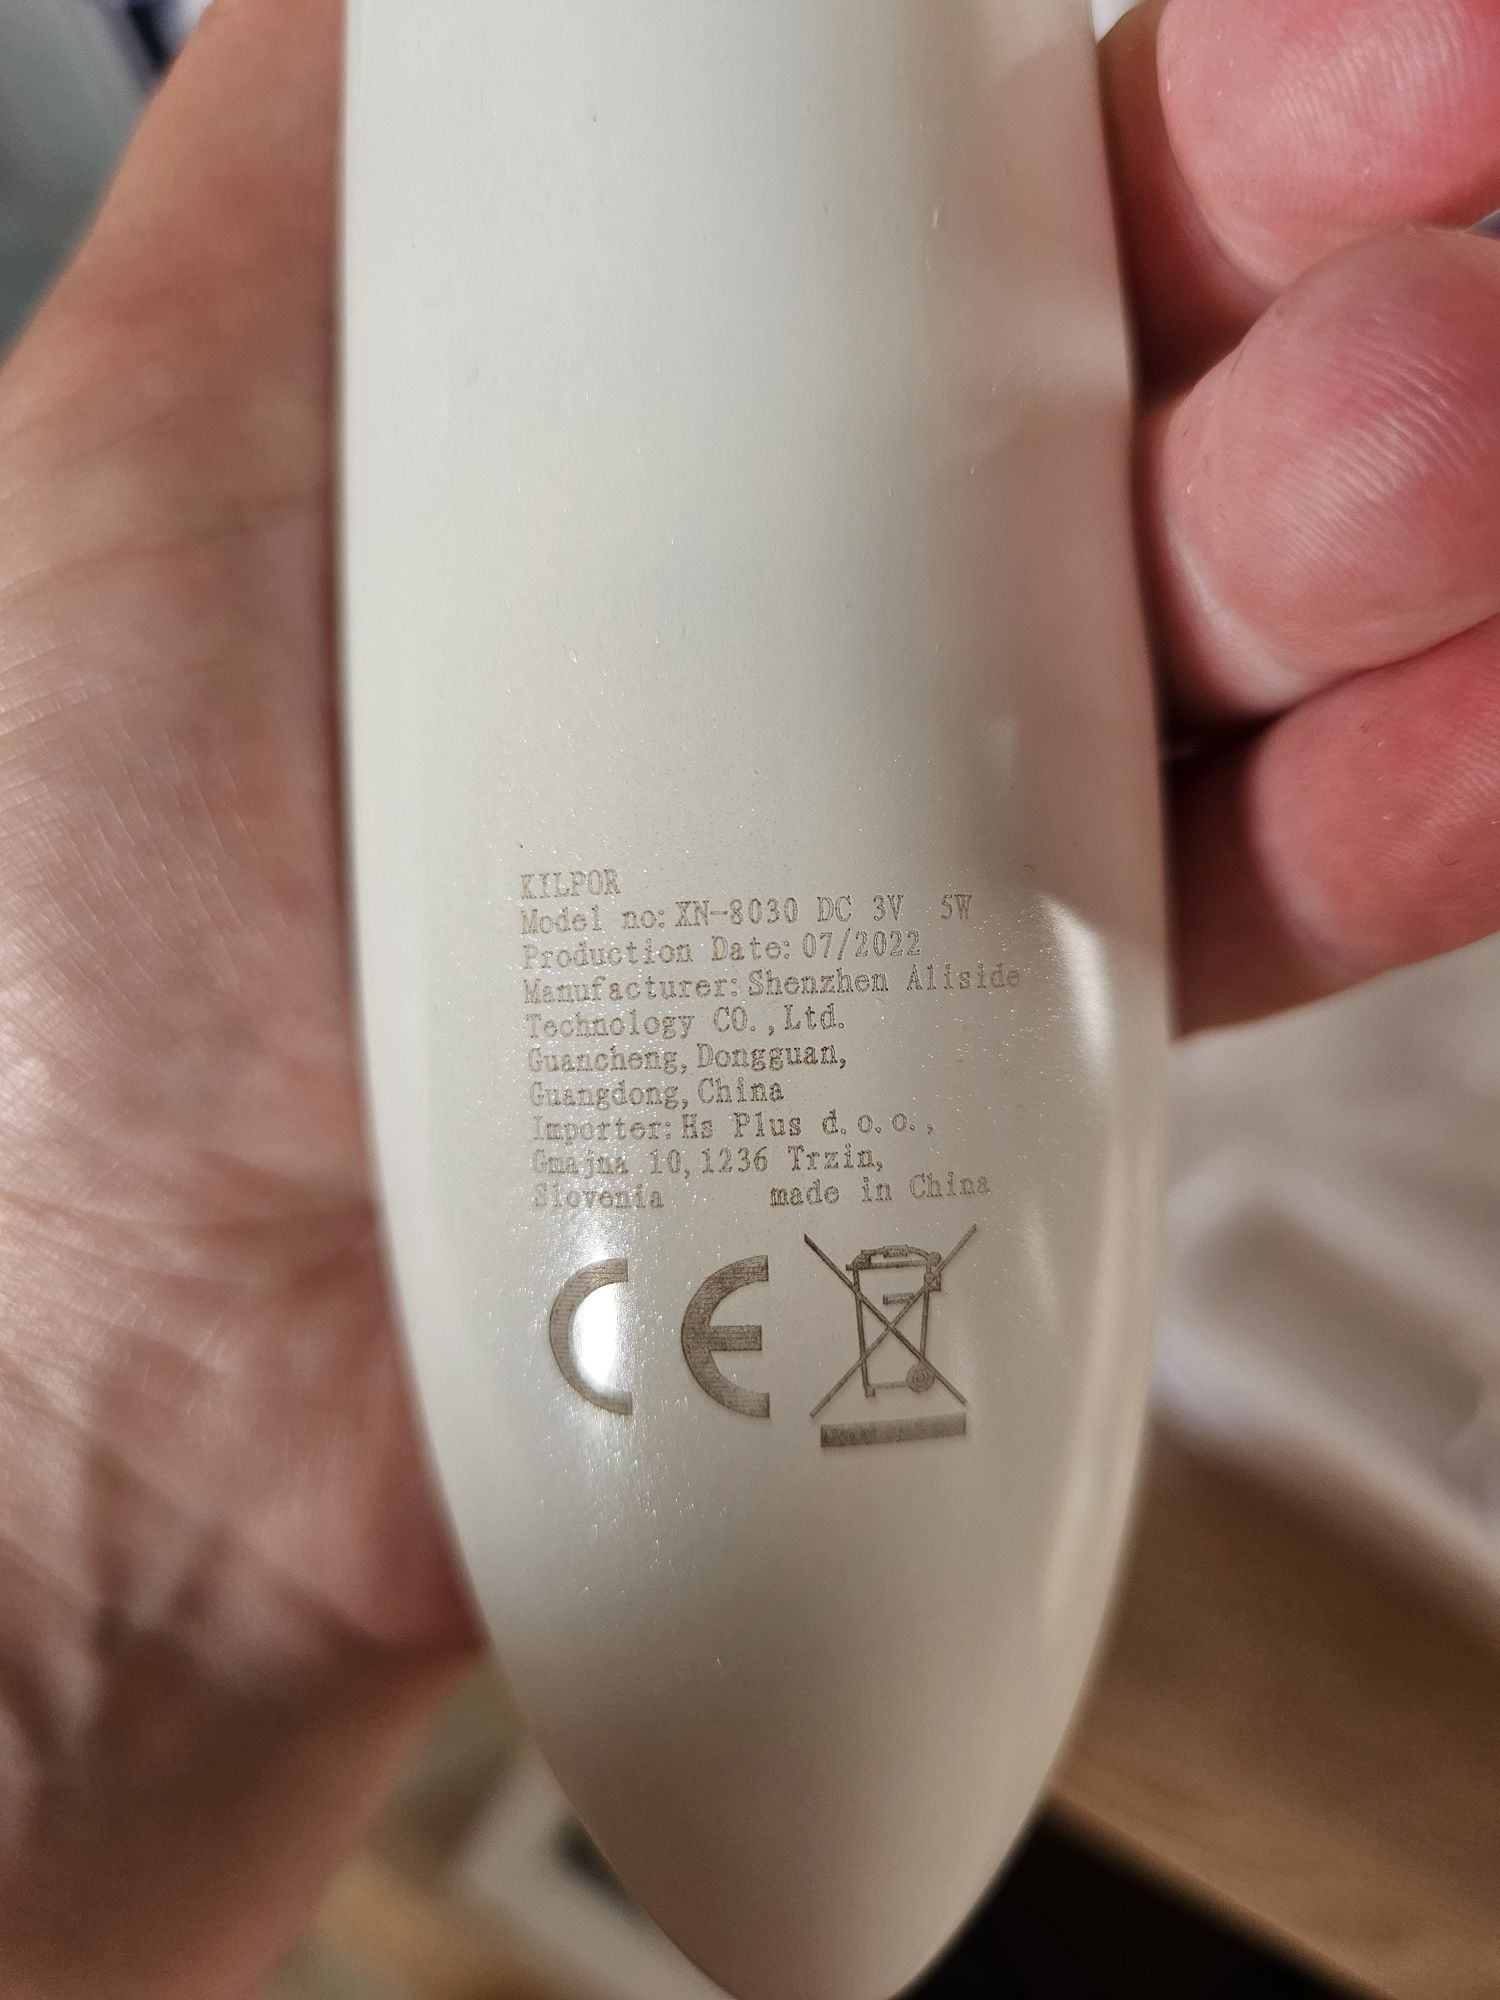 KILPOR
Model no:XN-8030 DC 3V 5W
Production Date:07/2022
Manufacturer:Shenzhen Aliside
Technology CO.,Ltd.
Guancheng,Dongguan,
Guangdong,China
Importer:Hs Plus d.o.o.,
Gmajna 10,1236 Trzin,
Slovenia made in China
CE